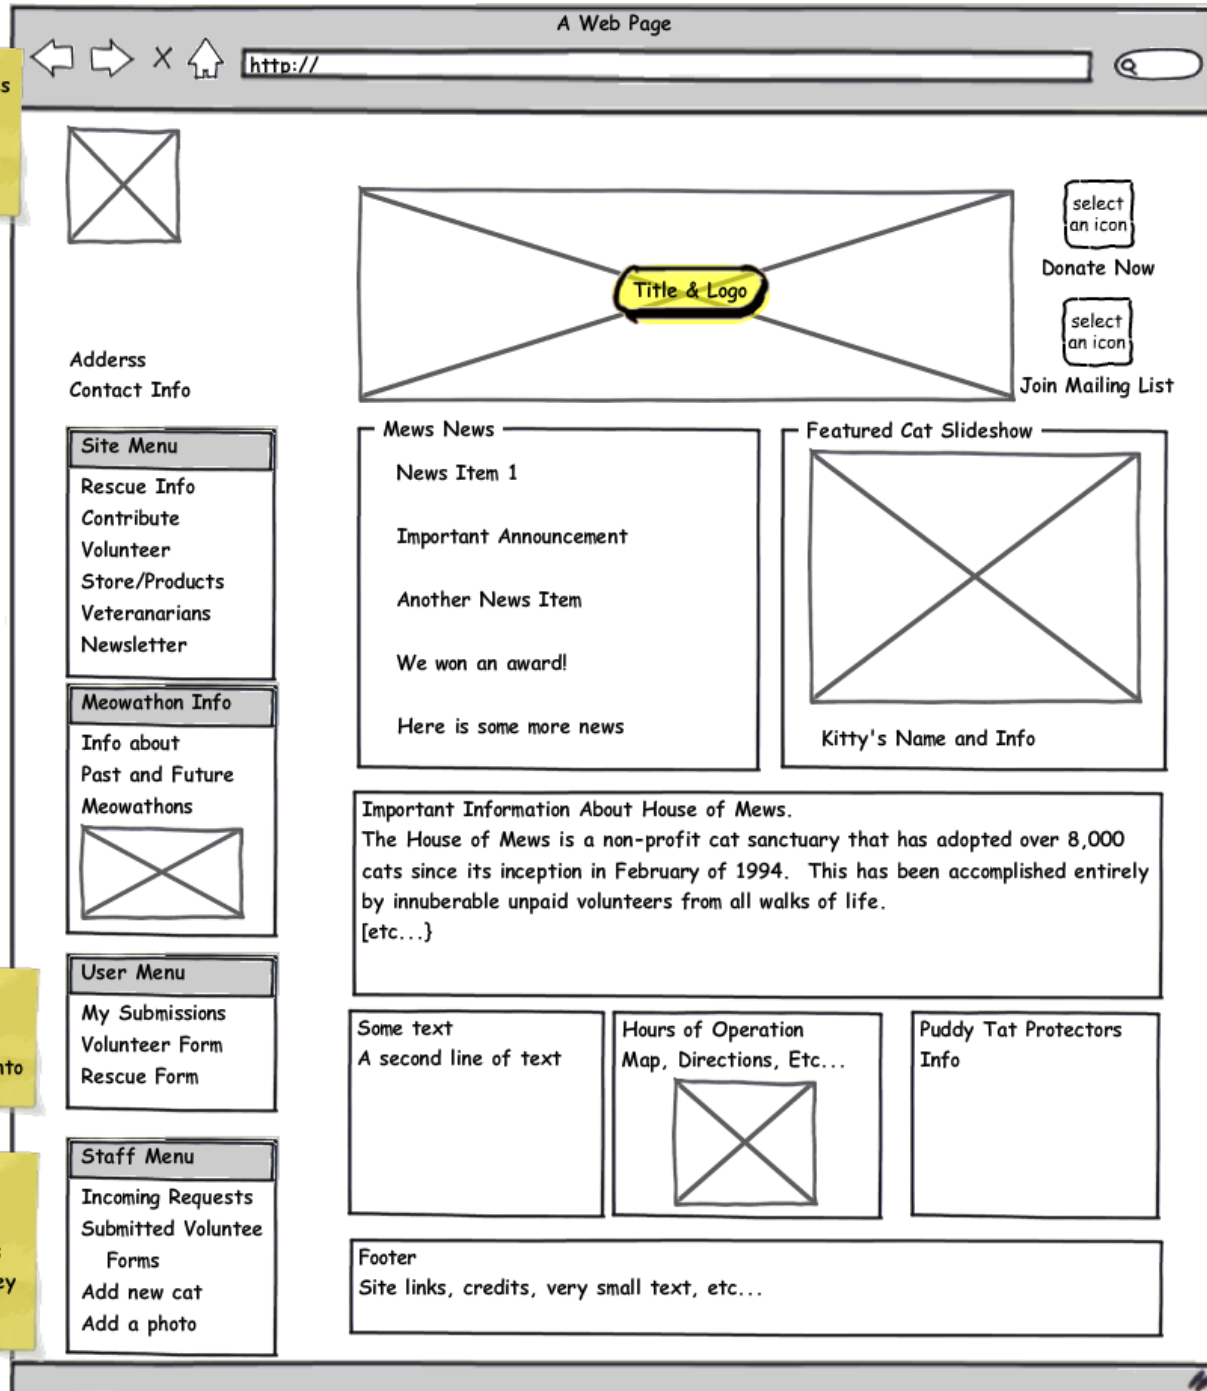 A Web Page
http://
s
select
an icon
Donate Now
Title & Logo
select
an icon
Join Mailing List
Adderss
Contact Info
Site Menu
Rescue Info
Contribute
Volunteer
Store/Products
Veteranarians
Newsletter
Meowathon Info
Info about
Past and Future
Meowathons
User Menu
My Submissions
Volunteer Form
Rescue Form
nto
Staff Menu
Incoming Requests
Submitted Voluntee
Forms
Add new cat
Add a photo
ey
Mews News
News Item 1
Important Announcement
Another News Item
We won an award!
Here is some more news
Featured Cat Slideshow
Kitty's Name and Info
Important Information About House of Mews.
The House of Mews is a non-profit cat sanctuary that has adopted over 8,000
cats since its inception in February of 1994.  This has been accomplished entirely
by innuberable unpaid volunteers from all walks of life.
[etc...}
Some text
A second line of text
Hours of Operation
Map, Directions, Etc...
Puddy Tat Protectors
Info
Footer
Site links, credits, very small text, etc...